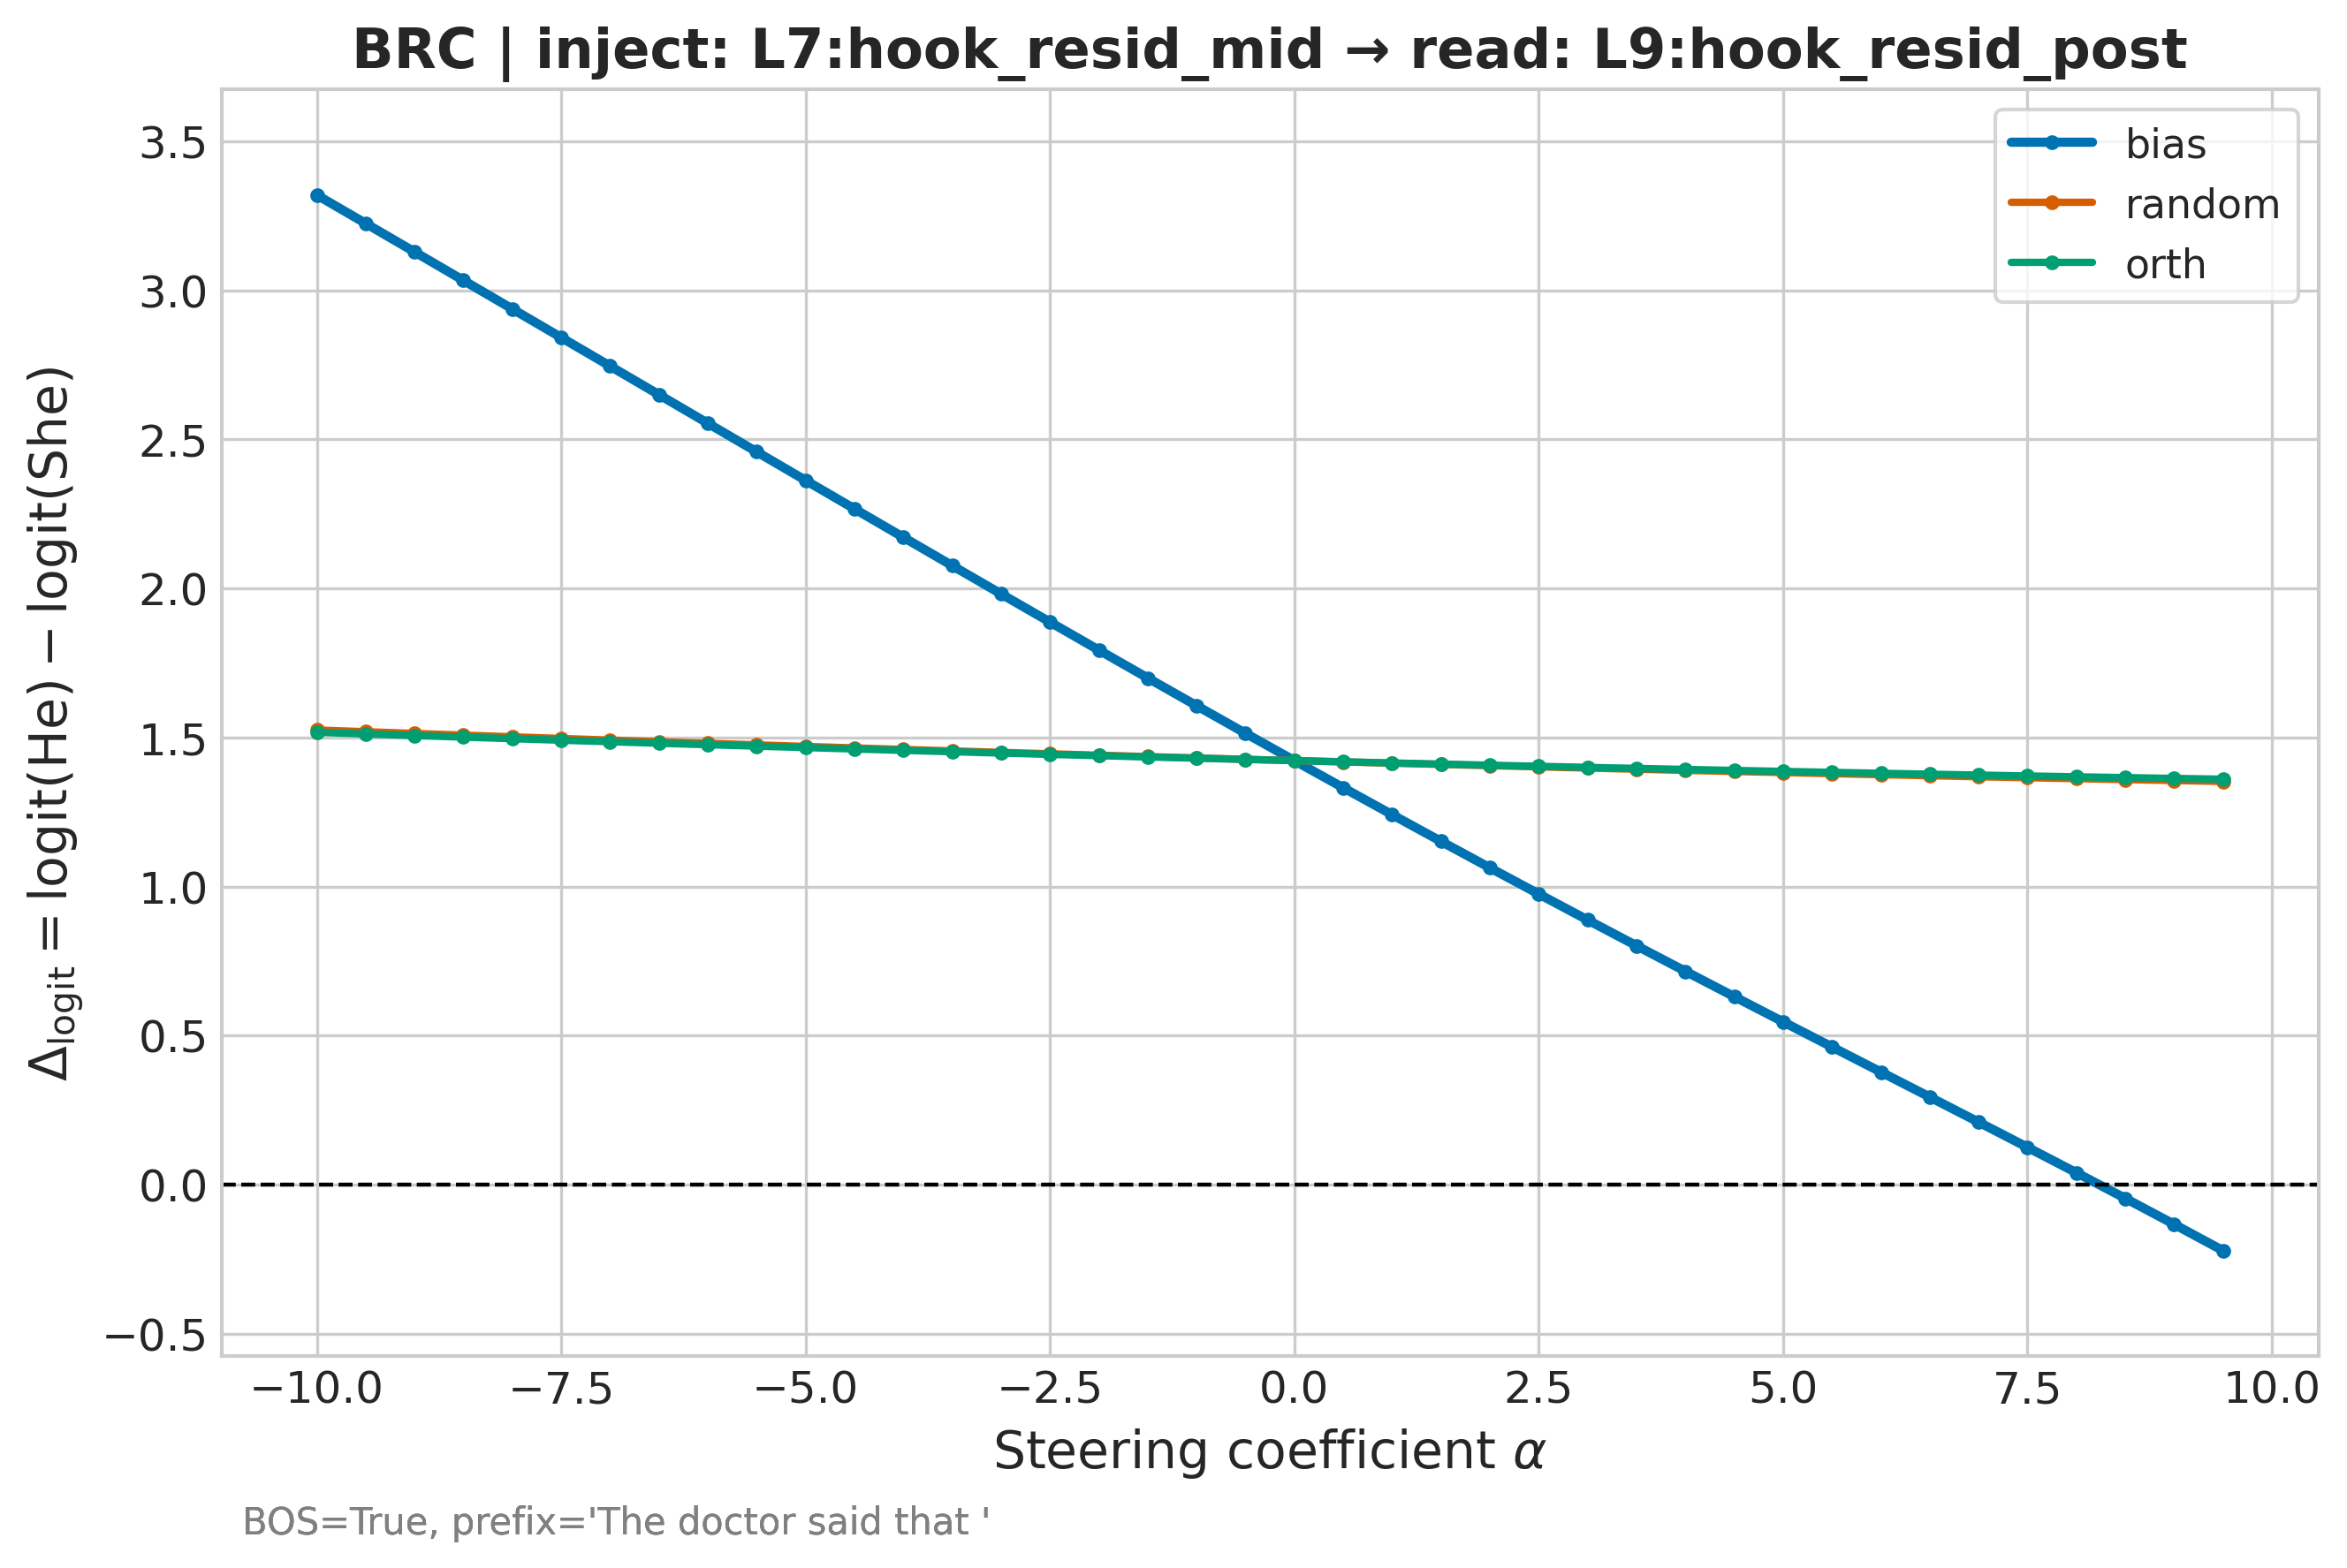 BRC | inject: L7:hook_resid_mid → read: L9:hook_resid_post
Δlogit = logit(He) − logit(She)
3.5
3.0
2.5
2.0
1.5
1.0
0.5
0.0
−0.5
bias
random
orth
−10.0
−7.5
−5.0
−2.5
0.0
2.5
5.0
7.5
10.0
Steering coefficient α
BOS=True, prefix='The doctor said that '